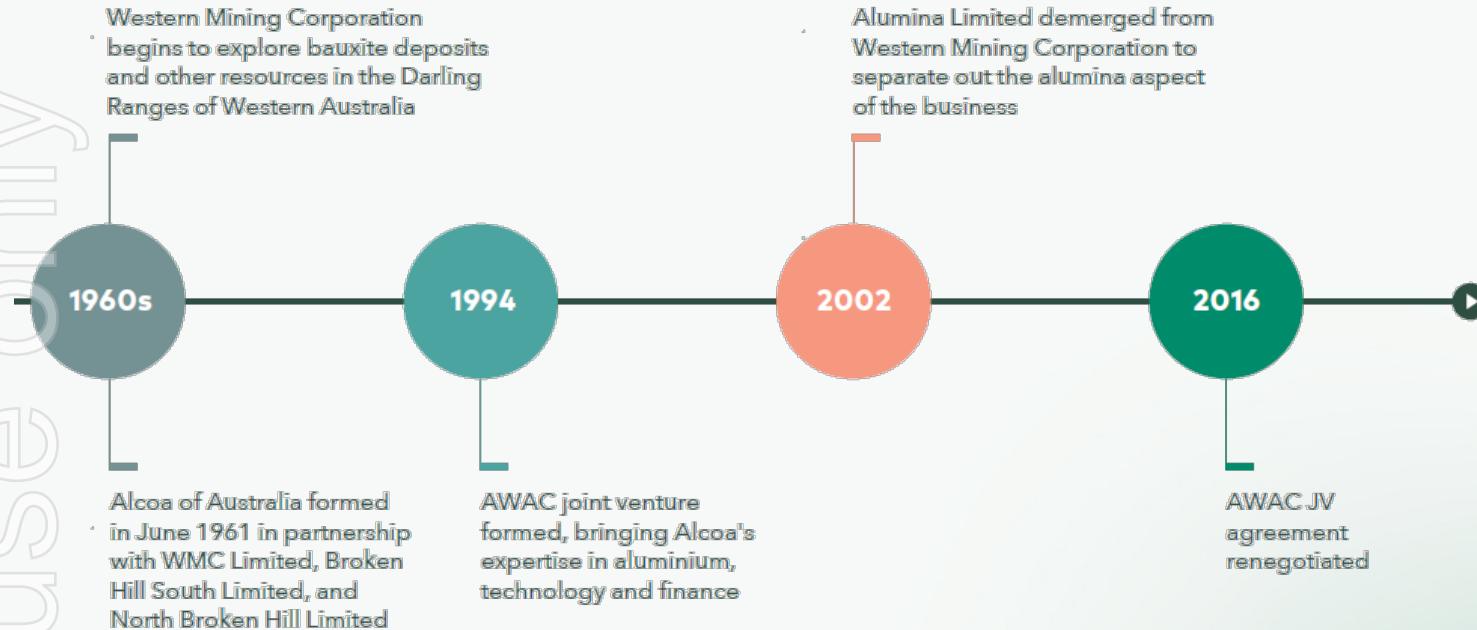 Western Mining Corporation
begins to explore bauxite deposits
and other resources in the Darling
Ranges of Western Australia
Alumina Limited demerged from
Western Mining Corporation to
separate out the alumina aspect
of the business
1960s
1994
2002
2016
Alcoa of Australia formed
in June 1961 in partnership
with WMC Limited, Broken
Hill South Limited, and
North Broken Hill Limited
AWAC joint venture
formed, bringing Alcoa's
expertise in aluminium,
technology and finance
AWAC JV
agreement
renegotiated
use only